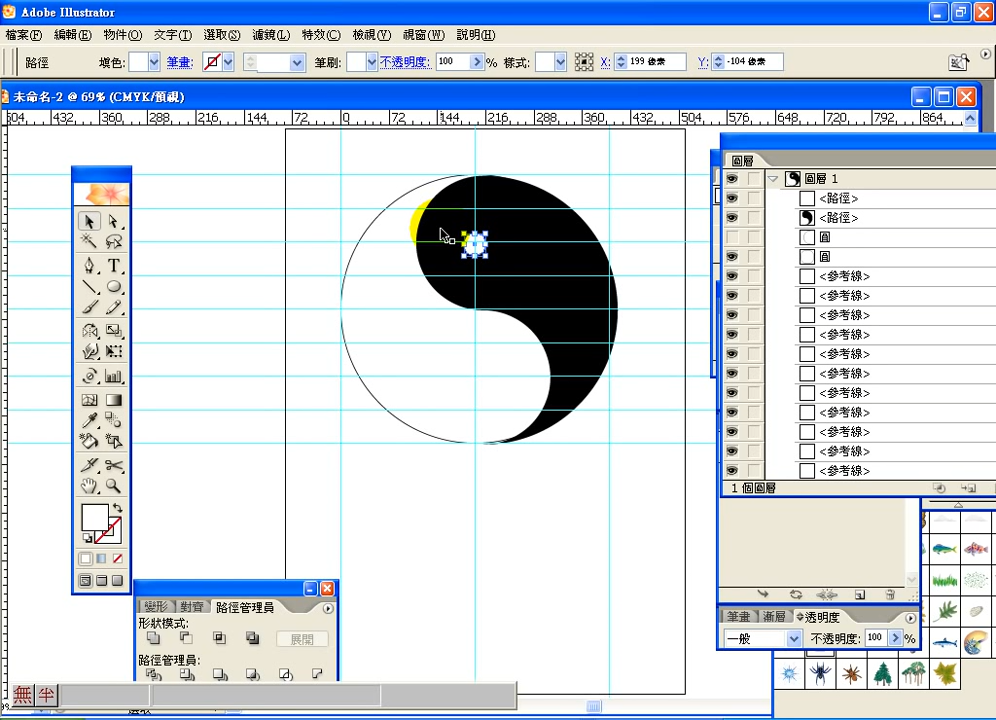 Adobe Illustrator
檔案(F) 編輯(E) 物件(O) 文字(T) 選取(S) 濾鏡(L) 特效(C) 檢視(V) 視窗(W) 說明(H)
路徑 填色: 筆畫: 筆刷: 不透明度: 100 % 樣式: X: 199 像素 Y: -104 像素
未命名-2 @ 69% (CMYK/預視)
504 432 360 288 216 144 72 0 72 144 216 288 360 432 504 576 648 720 792 864
圖層
圖層 1
<路徑>
<路徑>
圓
圓
<參考線>
<參考線>
<參考線>
<參考線>
<參考線>
<參考線>
<參考線>
<參考線>
<參考線>
<參考線>
<參考線>
1 個圖層
T
變形 對齊 路徑管理員
形狀模式:
展開
路徑管理員:
筆畫 漸層 透明度
一般 不透明度: 100 %
無 半
選取